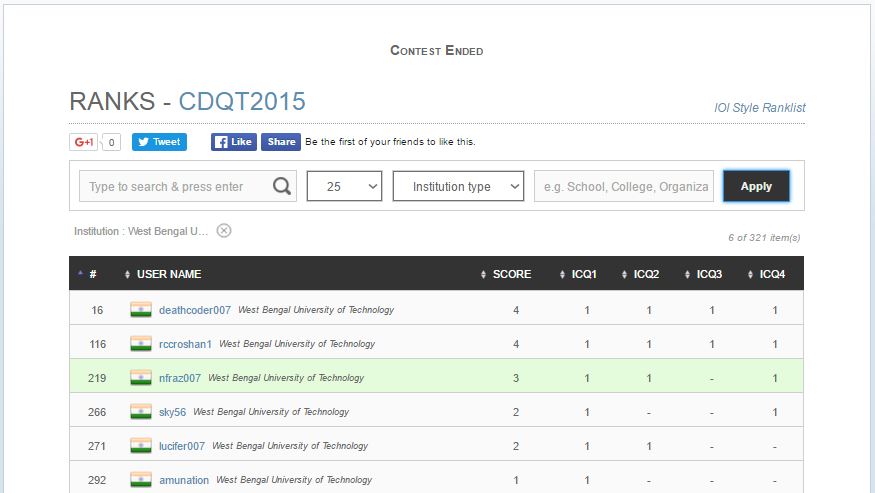 CONTEST ENDED
RANKS - CDQT2015
IOI Style Ranklist
G+1 0 Tweet Like Share Be the first of your friends to like this.
Type to search & press enter 25 Institution type e.g. School, College, Organiza Apply
Institution : West Bengal U...
6 of 321 item(s)
# USER NAME SCORE ICQ1 ICQ2 ICQ3 ICQ4
16 deathcoder007 West Bengal University of Technology 4 1 1 1 1
116 rccroshan1 West Bengal University of Technology 4 1 1 1 1
219 nfraz007 West Bengal University of Technology 3 1 1 - 1
266 sky56 West Bengal University of Technology 2 1 - - 1
271 lucifer007 West Bengal University of Technology 2 1 1 - -
292 amunation West Bengal University of Technology 1 1 - - -